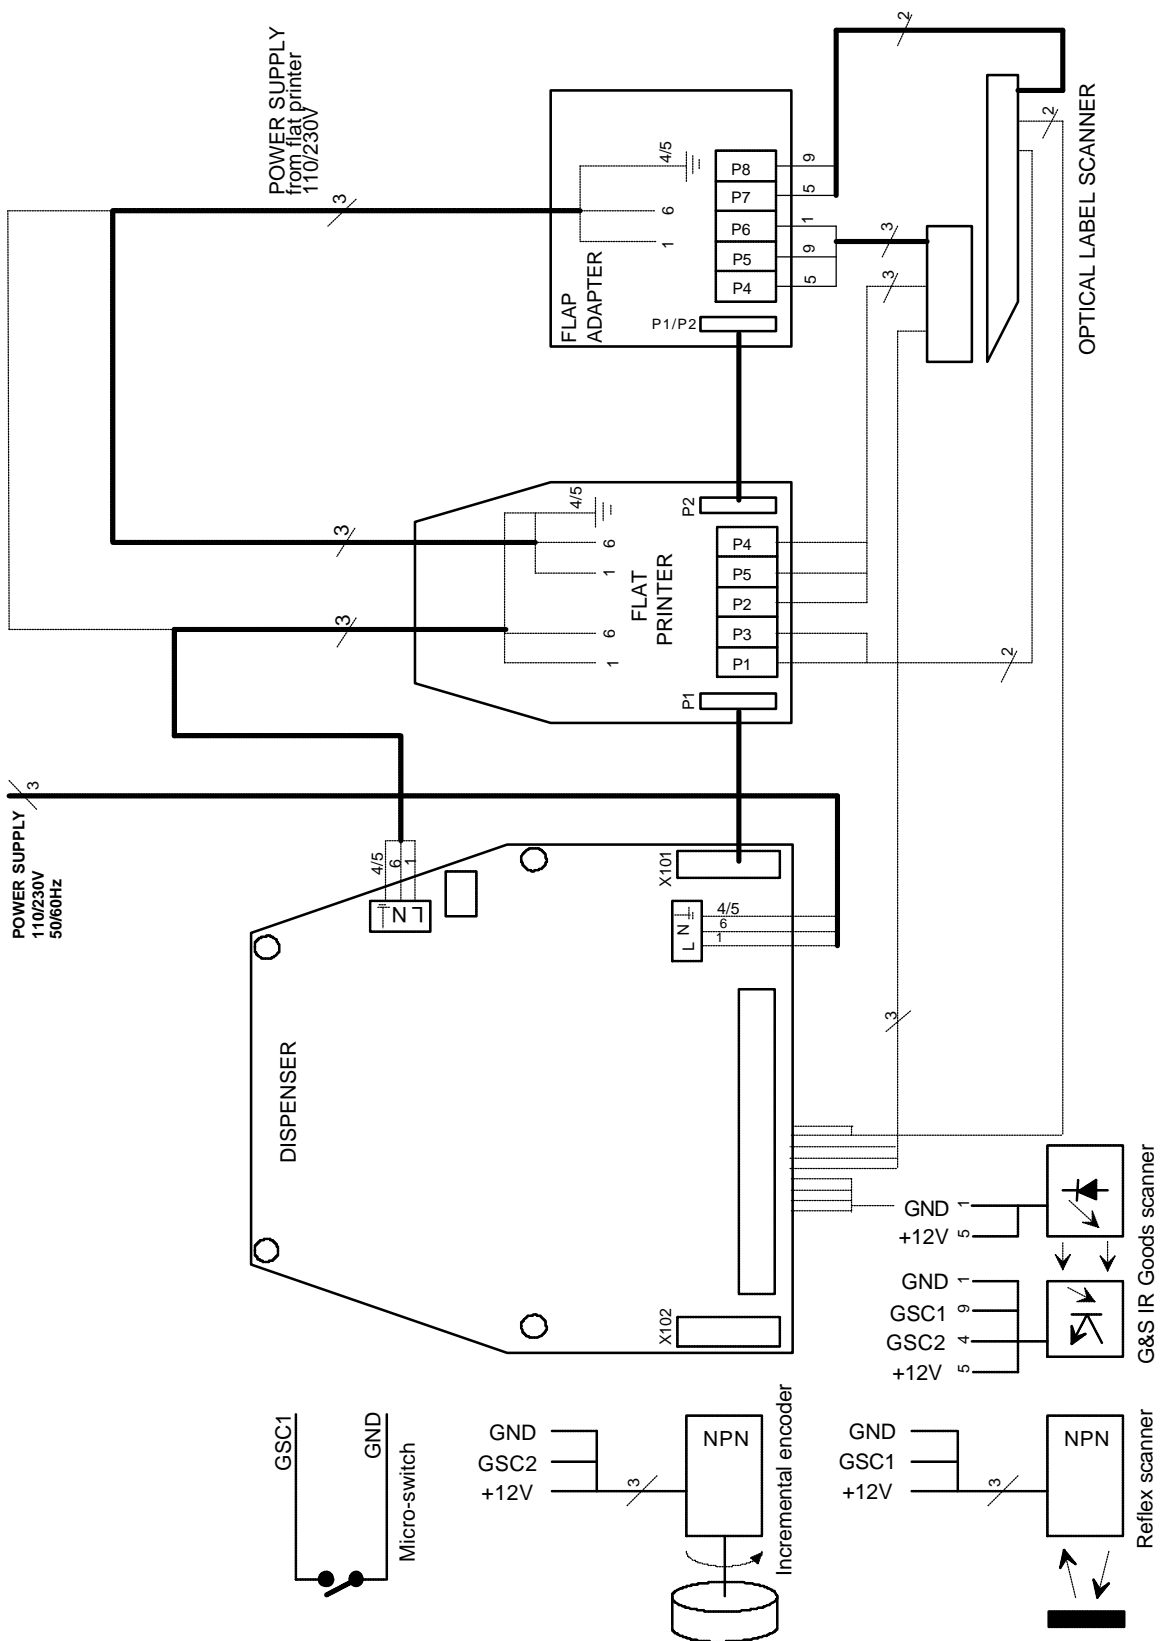 POWER SUPPLY
from flat printer
110/230V
3
2
4/5
6
1
FLAP
ADAPTER
P8
P7
P6
P5
P4
P1/P2
9
5
1
9
5
3
3
2
OPTICAL LABEL SCANNER
3
3
4/5
6
1
6
1
FLAT
PRINTER
P2
P4
P5
P2
P3
P1
P1
2
POWER SUPPLY
110/230V
50/60Hz
3
4/5
6
1
L N
X101
4/5
6
1
L N
DISPENSER
X102
3
GND 1
+12V 5
GND 1
GSC1 9
GSC2 4
+12V 5
G&S IR Goods scanner
GSC1
GND
Micro-switch
GND
GSC2
+12V
3
NPN
Incremental encoder
GND
GSC1
+12V
3
NPN
Reflex scanner